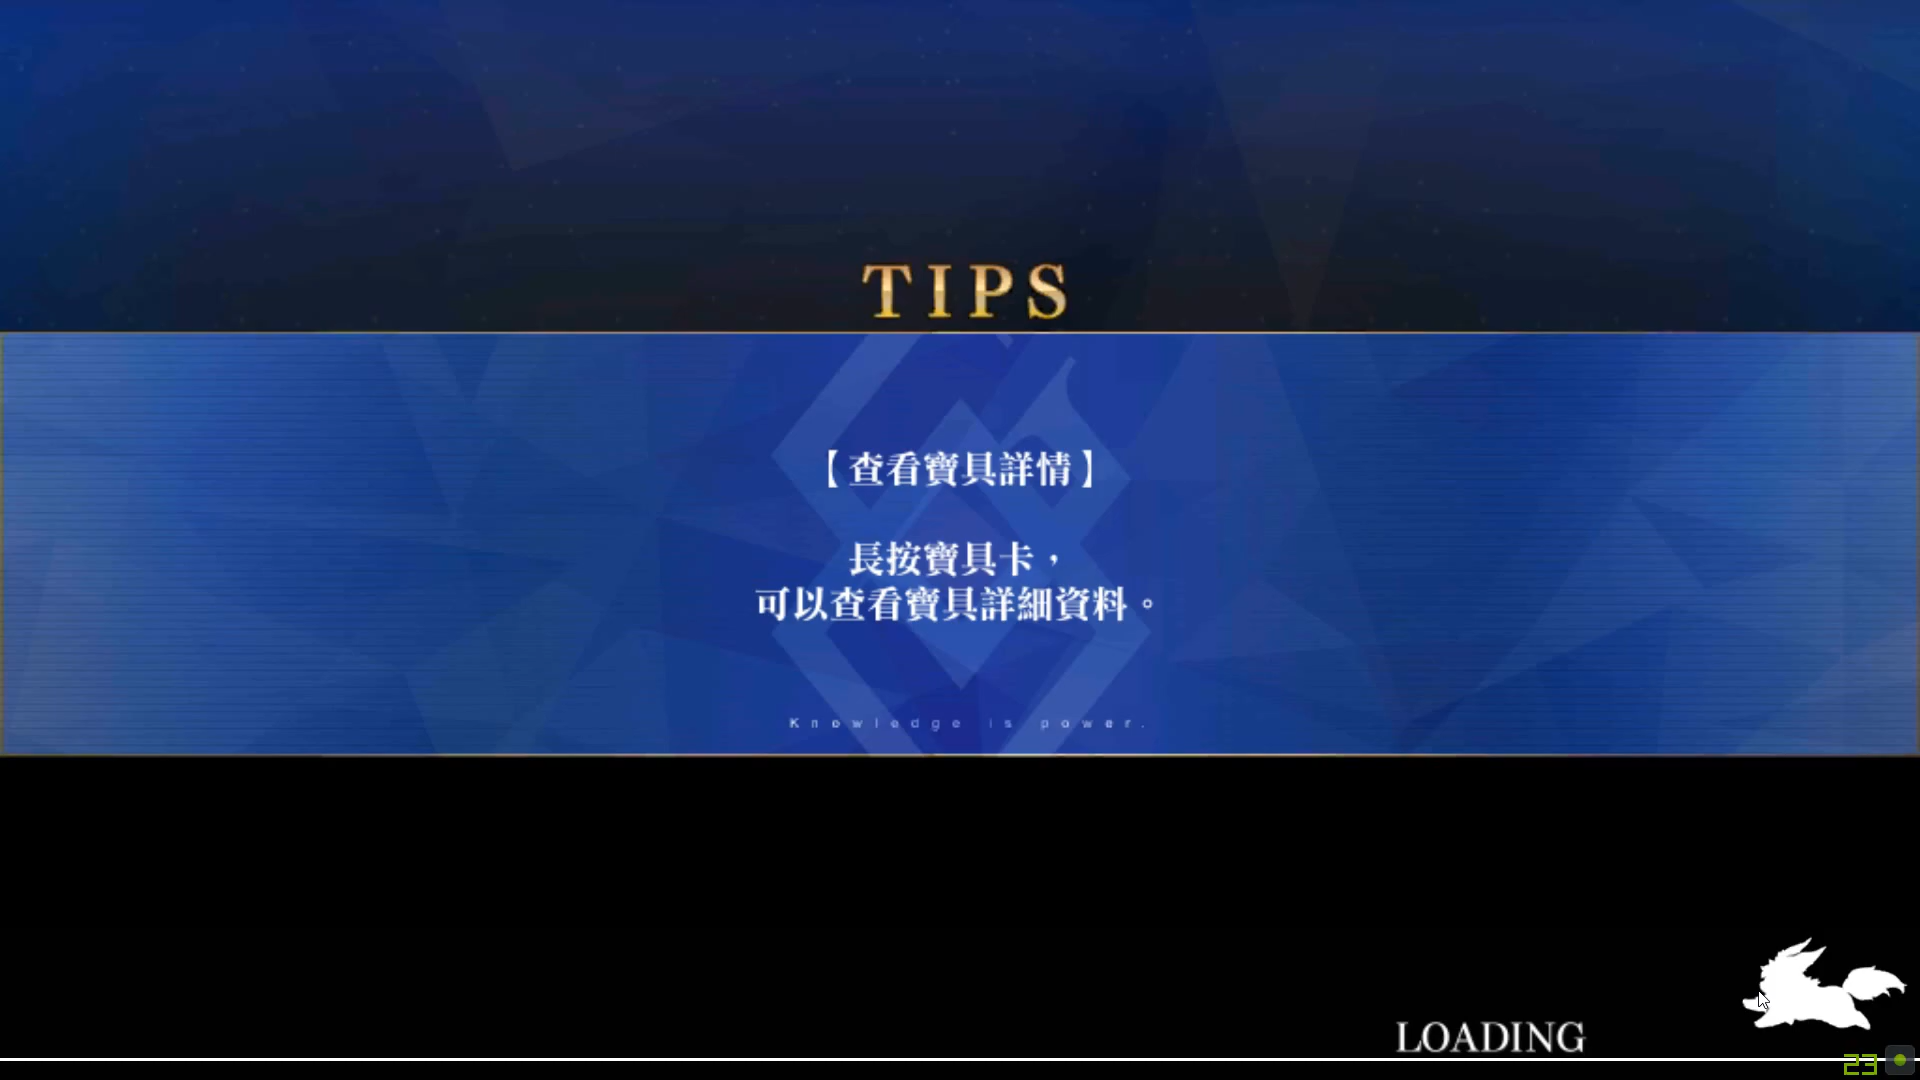 TIPS
【查看寶具詳情】
長按寶具卡，
可以查看寶具詳細資料。
Knowledge is power.
LOADING
23